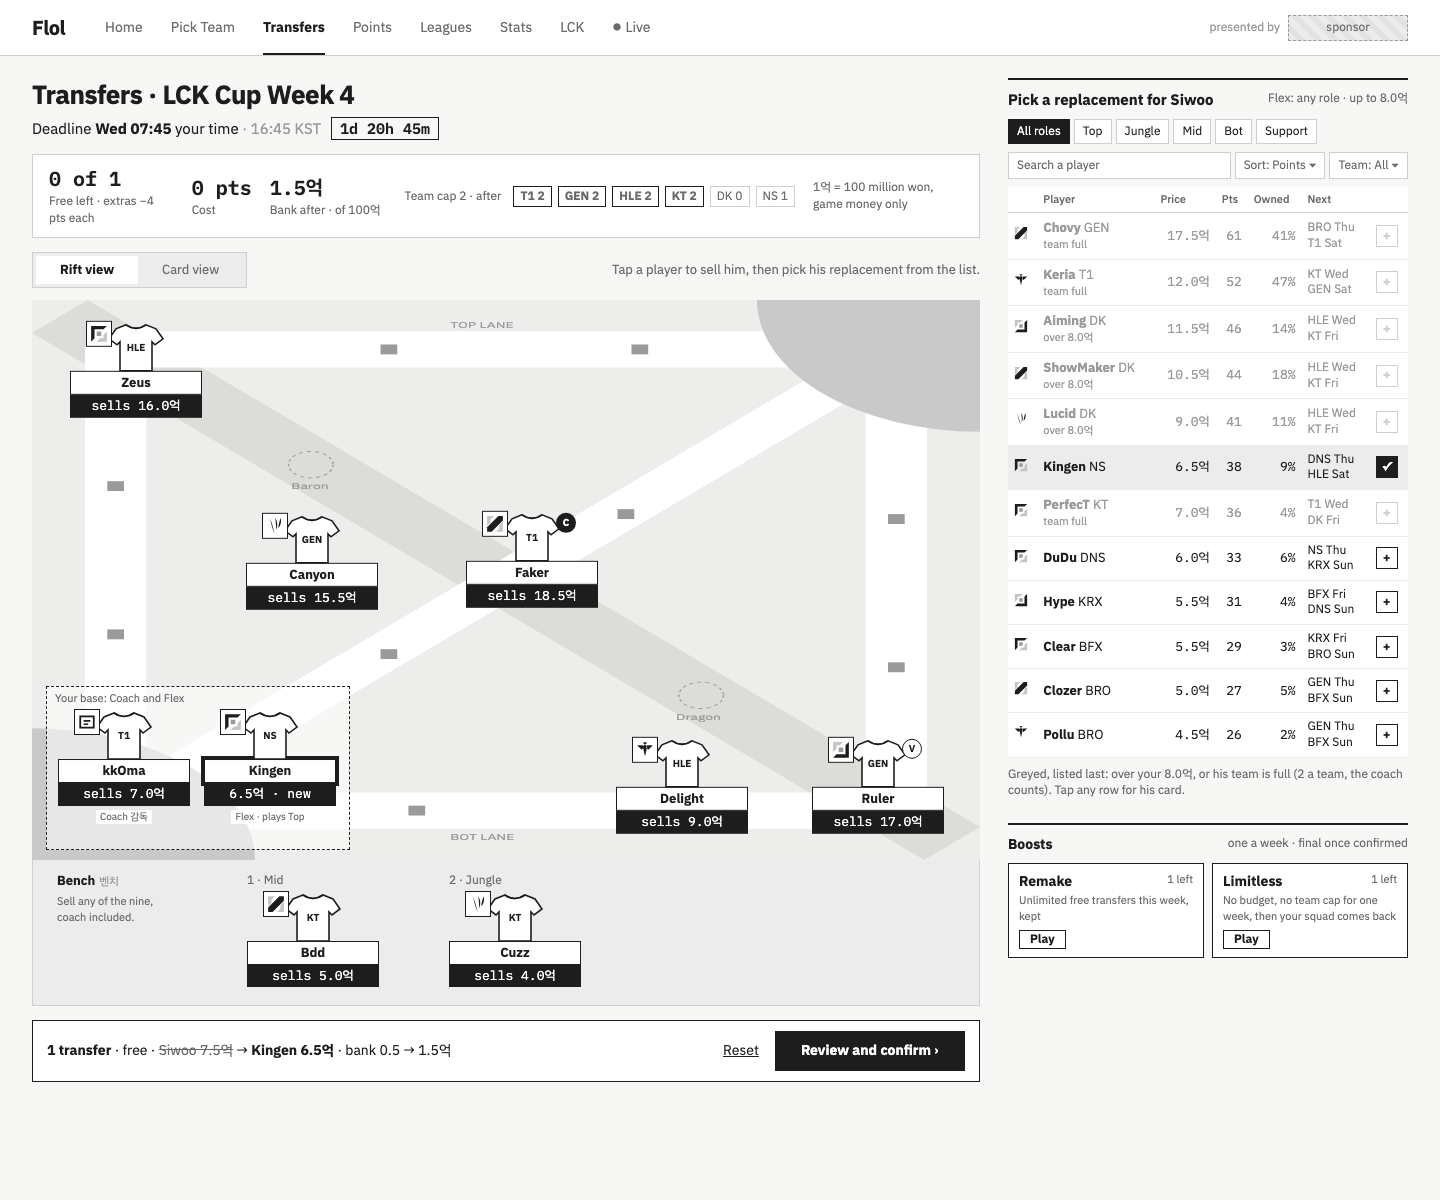 Flol
Home
Pick Team
Transfers
Points
Leagues
Stats
LCK
Live
presented by
sponsor
Transfers · LCK Cup Week 4
Deadline Wed 07:45 your time · 16:45 KST 1d 20h 45m
0 of 1
Free left · extras −4
pts each
0 pts
Cost
1.5억
Bank after · of 100억
Team cap 2 · after
T1 2
GEN 2
HLE 2
KT 2
DK 0
NS 1
1억 = 100 million won,
game money only
Rift view
Card view
Tap a player to sell him, then pick his replacement from the list.
TOP LANE
HLE
Zeus
sells 16.0억
Baron
GEN
Canyon
sells 15.5억
T1
C
Faker
sells 18.5억
Your base: Coach and Flex
T1
kkOma
sells 7.0억
Coach 감독
NS
Kingen
6.5억 · new
Flex · plays Top
Dragon
HLE
Delight
sells 9.0억
GEN
V
Ruler
sells 17.0억
BOT LANE
Bench 벤치
Sell any of the nine,
coach included.
1 · Mid
KT
Bdd
sells 5.0억
2 · Jungle
KT
Cuzz
sells 4.0억
1 transfer · free · Siwoo 7.5억 → Kingen 6.5억 · bank 0.5 → 1.5억
Reset
Review and confirm ›
Pick a replacement for Siwoo
Flex: any role · up to 8.0억
All roles
Top
Jungle
Mid
Bot
Support
Search a player
Sort: Points
Team: All
Player Price Pts Owned Next
Chovy GEN 17.5억 61 41% BRO Thu
team full T1 Sat
+
Keria T1 12.0억 52 47% KT Wed
team full GEN Sat
+
Aiming DK 11.5억 46 14% HLE Wed
over 8.0억 KT Fri
+
ShowMaker DK 10.5억 44 18% HLE Wed
over 8.0억 KT Fri
+
Lucid DK 9.0억 41 11% HLE Wed
over 8.0억 KT Fri
+
Kingen NS 6.5억 38 9% DNS Thu
HLE Sat
✓
PerfecT KT 7.0억 36 4% T1 Wed
team full DK Fri
+
DuDu DNS 6.0억 33 6% NS Thu
KRX Sun
+
Hype KRX 5.5억 31 4% BFX Fri
DNS Sun
+
Clear BFX 5.5억 29 3% KRX Fri
BRO Sun
+
Clozer BRO 5.0억 27 5% GEN Thu
BFX Sun
+
Pollu BRO 4.5억 26 2% GEN Thu
BFX Sun
+
Greyed, listed last: over your 8.0억, or his team is full (2 a team, the coach
counts). Tap any row for his card.
Boosts
one a week · final once confirmed
Remake
1 left
Unlimited free transfers this week,
kept
Play
Limitless
1 left
No budget, no team cap for one
week, then your squad comes back
Play